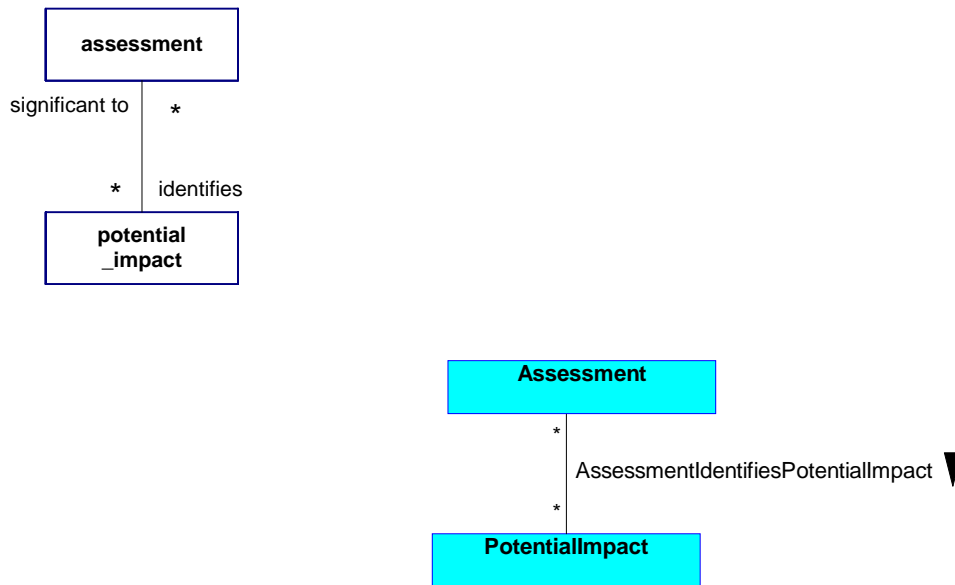 assessment
significant to *
* identifies
potential
_impact
Assessment
*
AssessmentIdentifiesPotentialImpact
*
PotentialImpact